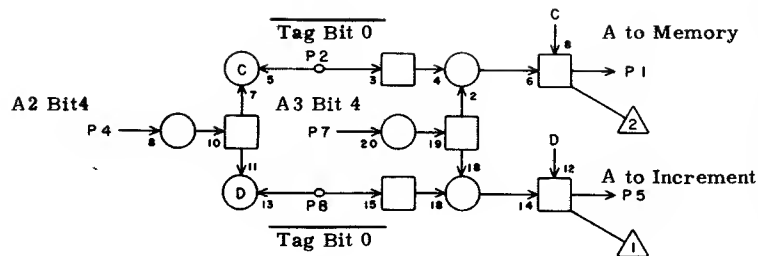 Tag Bit 0
C
A to Memory
8
P2
C
5
3
4
6
P1
7
2
A2 Bit4
A3 Bit 4
2
P4
P7
8
10
20
19
D
11
18
12
A to Increment
D
13
P8
15
18
14
P5
Tag Bit 0
1